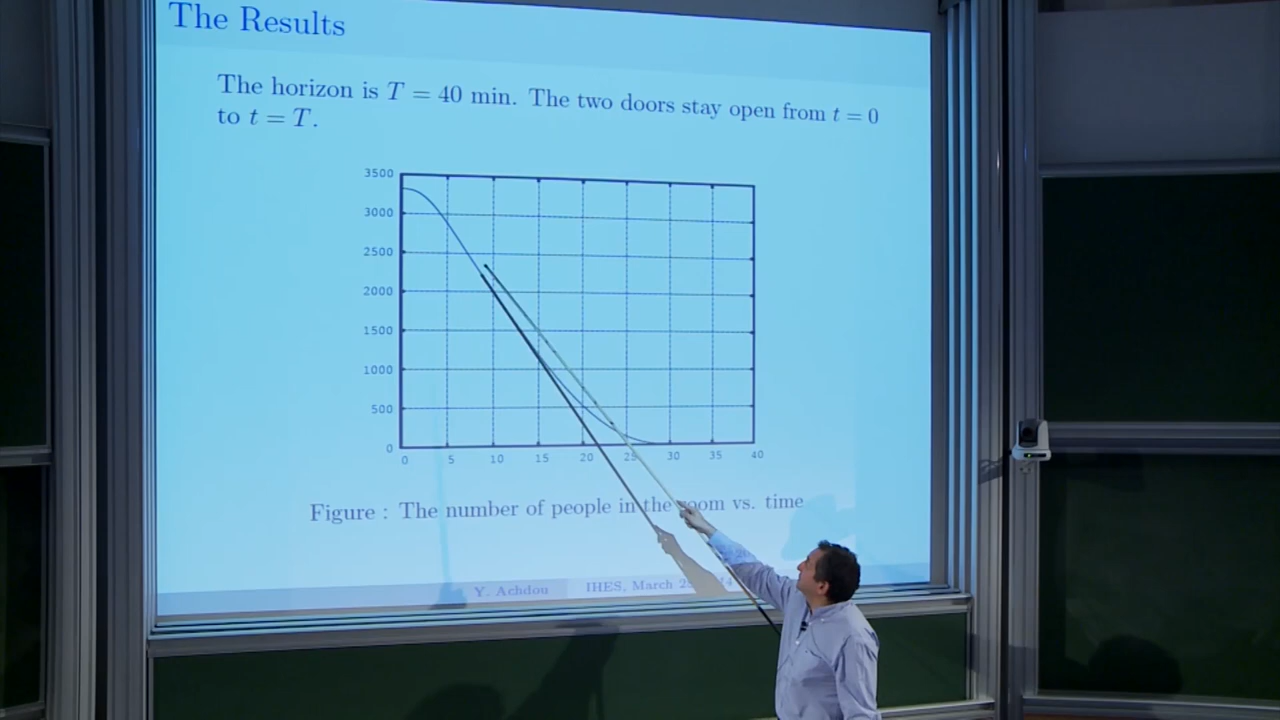 The Results
The horizon is T = 40 min. The two doors stay open from t = 0
to t = T.
3500
3000
2500
2000
1500
1000
500
0
0 5 10 15 20 25 30 35 40
Figure : The number of people in the room vs. time
Y. Achdou IHES, March